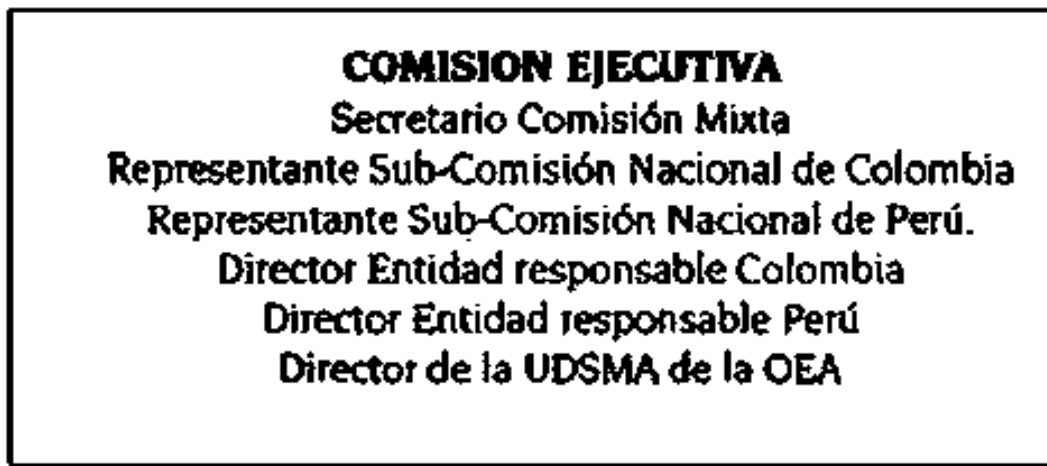 COMISION EJECUTIVA
Secretario Comisión Mixta
Representante Sub-Comisión Nacional de Colombia
Representante Sub-Comisión Nacional de Perú.
Director Entidad responsable Colombia
Director Entidad responsable Perú
Director de la UDSMA de la OEA